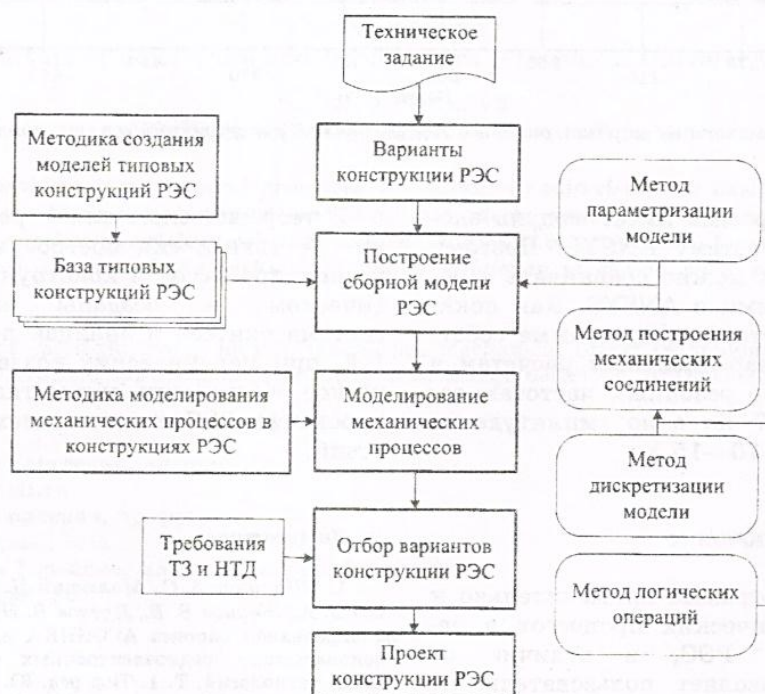 Техническое
задание
Методика создания
моделей типовых
конструкций РЭС
Варианты
конструкции РЭС
Метод
параметризации
модели
База типовых
конструкций РЭС
Построение
сборной модели
РЭС
Метод построения
механических
соединений
Методика моделирования
механических процессов в
конструкциях РЭС
Моделирование
механических
процессов
Метод
дискретизации
модели
Требования
ТЗ и НТД
Отбор вариантов
конструкции РЭС
Метод логических
операций
Проект
конструкции РЭС